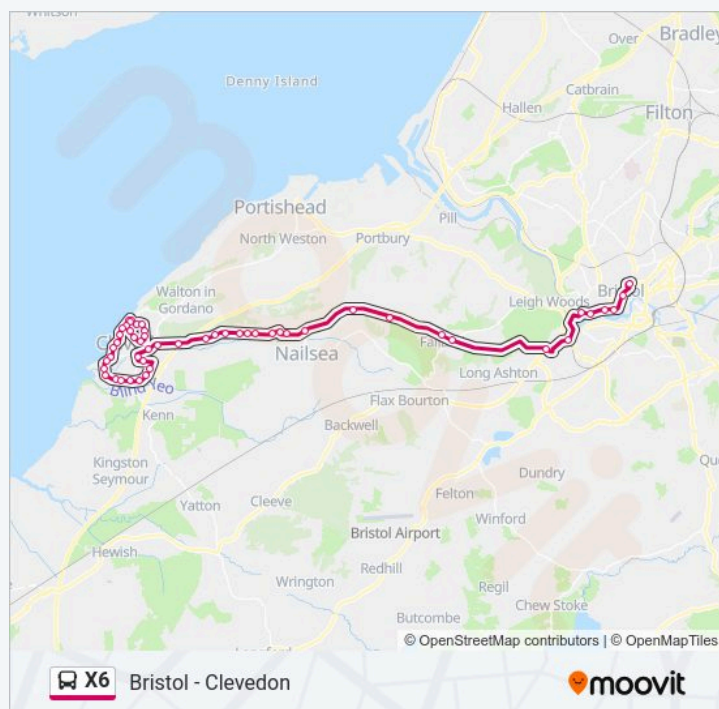 Whitson
Bradley
Over
Denny Island
Catbrain
Hallen
Filton
Portishead
Pill
North Weston
Portbury
Walton in
Gordano
Leigh Woods
Bristol
Nailsea
Long Ashton
Blind Yeo
Flax Bourton
Kenn
Backwell
Kingston
Seymour
Dundry
Yatton
Cleeve
Felton
Winford
Bristol Airport
Hewish
Redhill
Wrington
Regil
Chew Stoke
Butcombe
© OpenStreetMap contributors | © OpenMapTiles
X6 Bristol - Clevedon
moovit